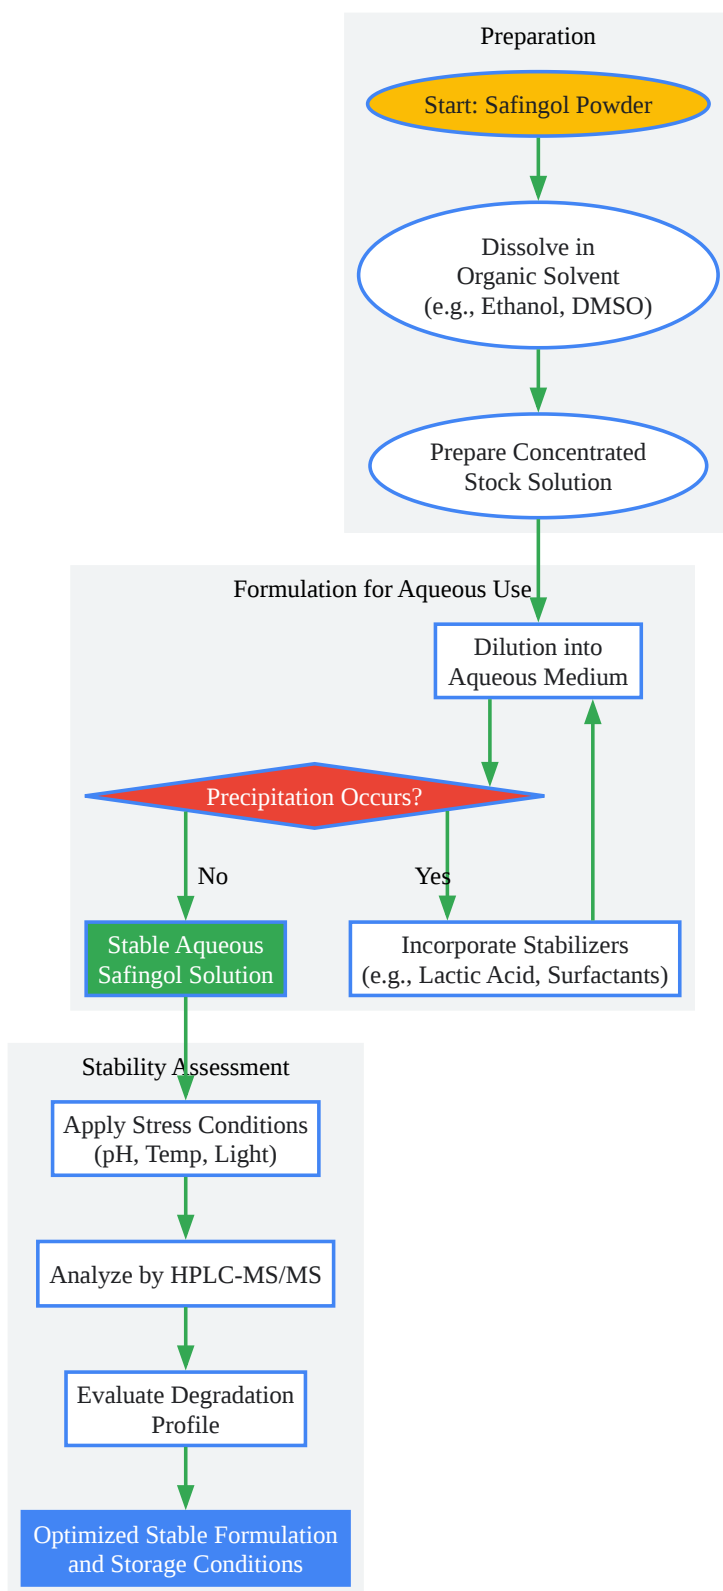 Preparation
Start: Safingol Powder
Dissolve in
Organic Solvent
(e.g., Ethanol, DMSO)
Prepare Concentrated
Stock Solution
Formulation for Aqueous Use
Dilution into
Aqueous Medium
Precipitation Occurs?
No
Yes
Stable Aqueous
Safingol Solution
Incorporate Stabilizers
(e.g., Lactic Acid, Surfactants)
Stability Assessment
Apply Stress Conditions
(pH, Temp, Light)
Analyze by HPLC-MS/MS
Evaluate Degradation
Profile
Optimized Stable Formulation
and Storage Conditions